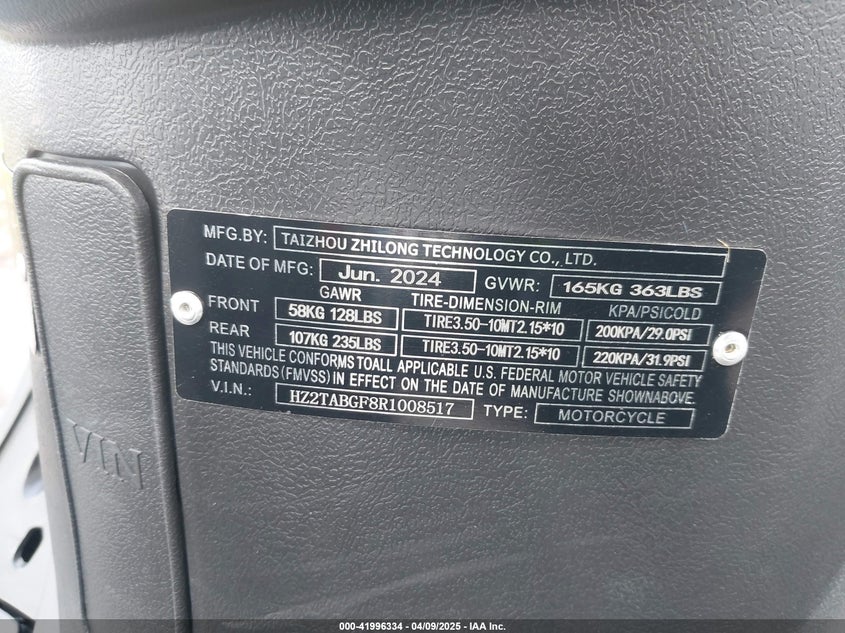 MFG.BY: TAIZHOU ZHILONG TECHNOLOGY CO., LTD.
DATE OF MFG: Jun. 2024 GVWR: 165KG 363LBS
GAWR TIRE-DIMENSION-RIM KPA/PSICOLD
FRONT 58KG 128LBS TIRE3.50-10MT2.15*10 200KPA/29.0PSI
REAR 107KG 235LBS TIRE3.50-10MT2.15*10 220KPA/31.9PSI
THIS VEHICLE CONFORMS TOALL APPLICABLE U.S. FEDERAL MOTOR VEHICLE SAFETY
STANDARDS (FMVSS) IN EFFECT ON THE DATE OF MANUFACTURE SHOWNABOVE.
V.I.N.: HZ2TABGF8R1008517 TYPE: MOTORCYCLE
VIN
000-41996334 - 04/09/2025 - IAA Inc.